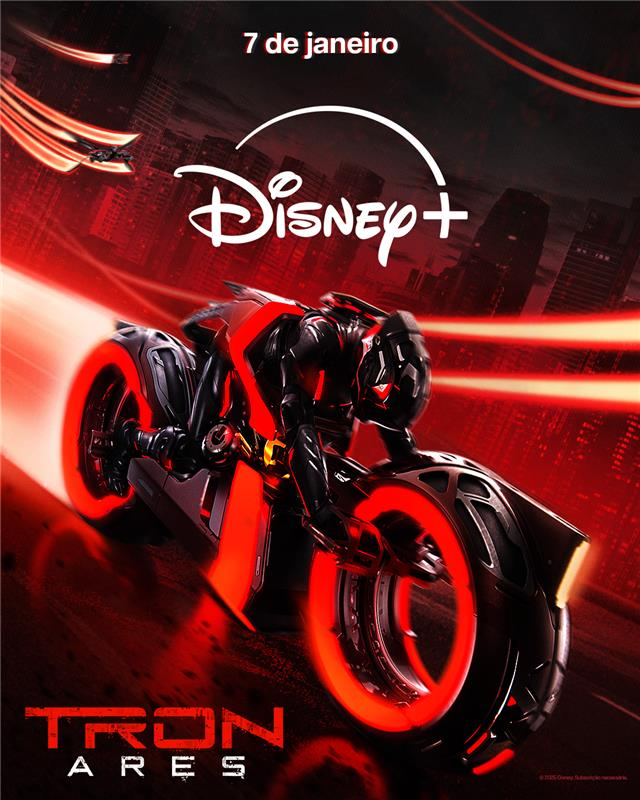 7 de janeiro
Disney+
TRON
ARES
© 2025 Disney. Subscrição necessária.